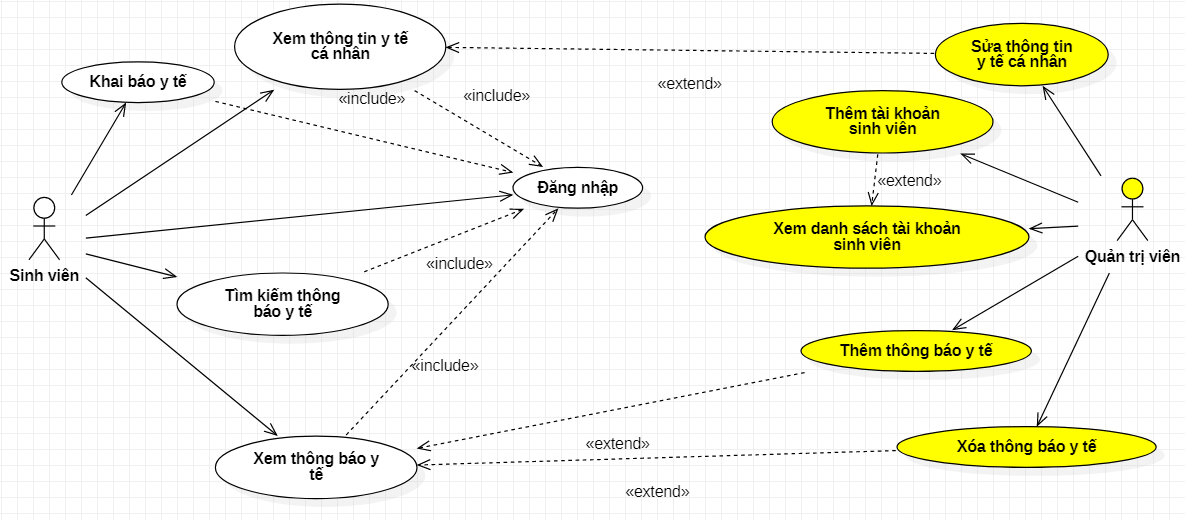 Xem thông tin y tế
cá nhân
Sửa thông tin
y tế cá nhân
Khai báo y tế
«extend»
«include»
«include»
Thêm tài khoản
sinh viên
Đăng nhập
«extend»
Xem danh sách tài khoản
sinh viên
Sinh viên
Quản trị viên
«include»
Tìm kiếm thông
báo y tế
Thêm thông báo y tế
«include»
«extend»
Xóa thông báo y tế
Xem thông báo y
tế
«extend»